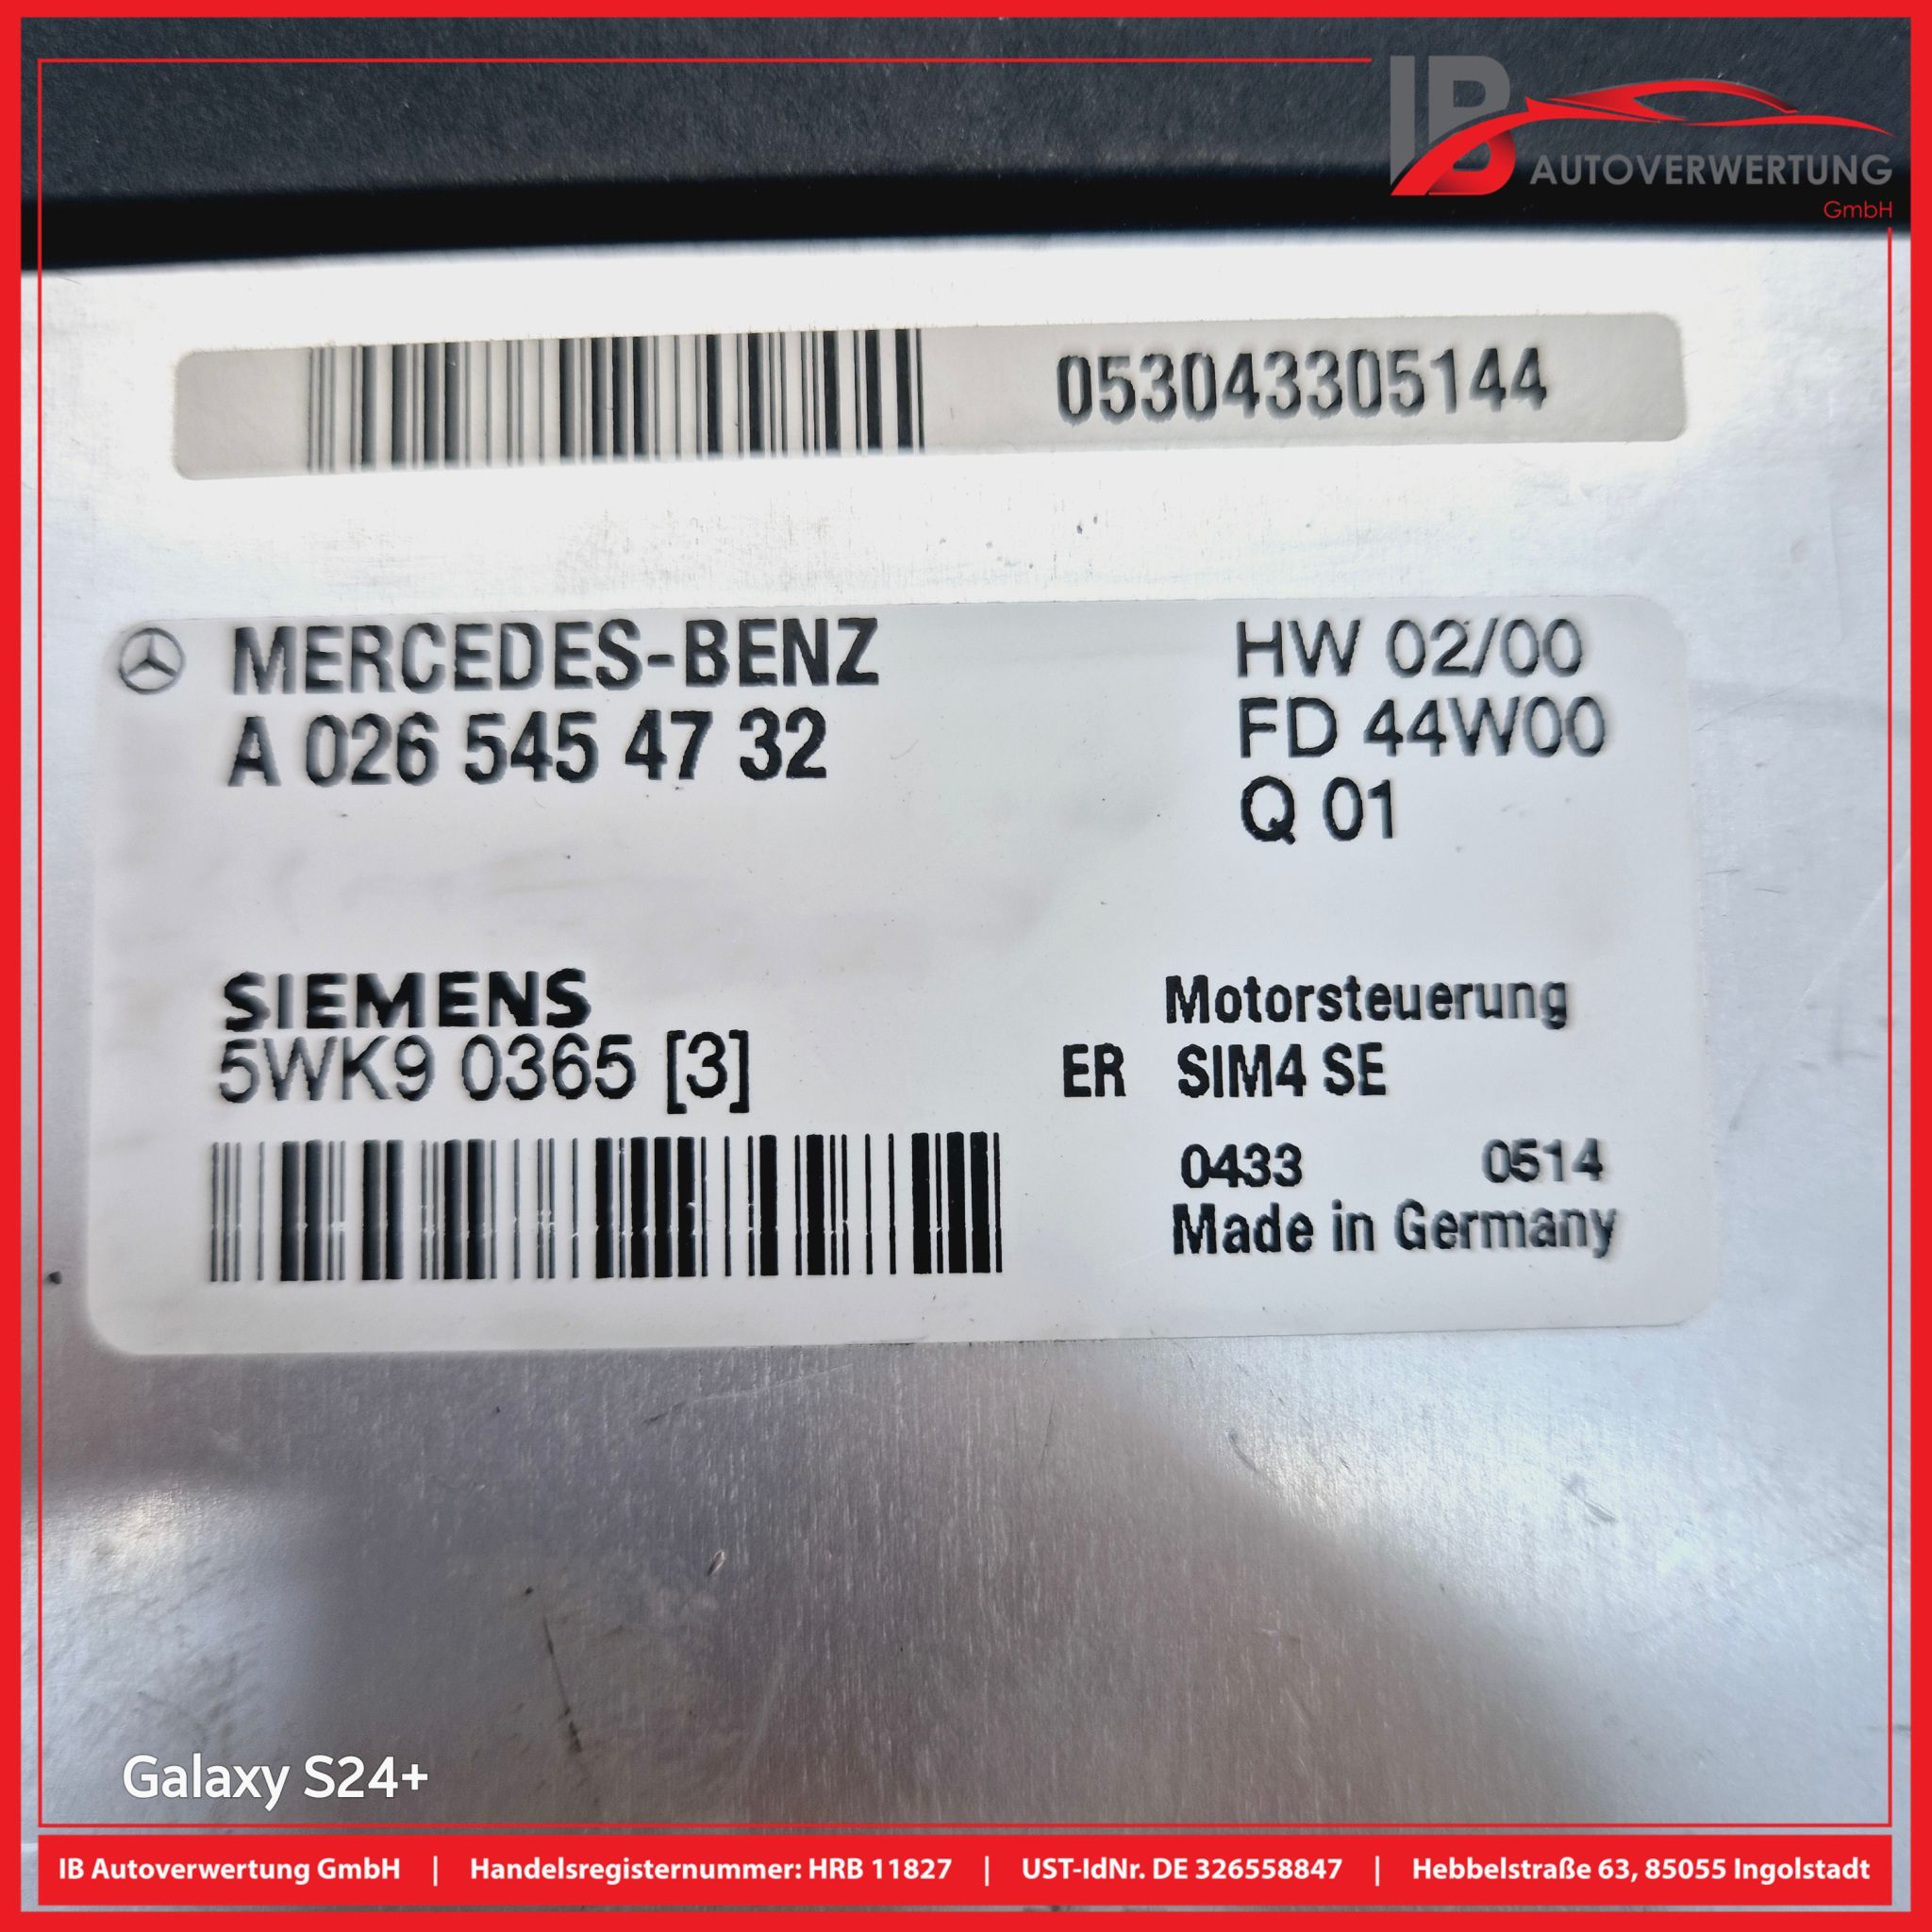 IB
AUTOVERWERTUNG
GmbH
053043305144
MERCEDES-BENZ
A 026 545 47 32
HW 02/00
FD 44W00
Q 01
SIEMENS
5WK9 0365 [3]
Motorsteuerung
ER SIM4 SE
0433 0514
Made in Germany
Galaxy S24+
IB Autoverwertung GmbH | Handelsregisternummer: HRB 11827 | UST-IdNr. DE 326558847 | Hebbelstraße 63, 85055 Ingolstadt